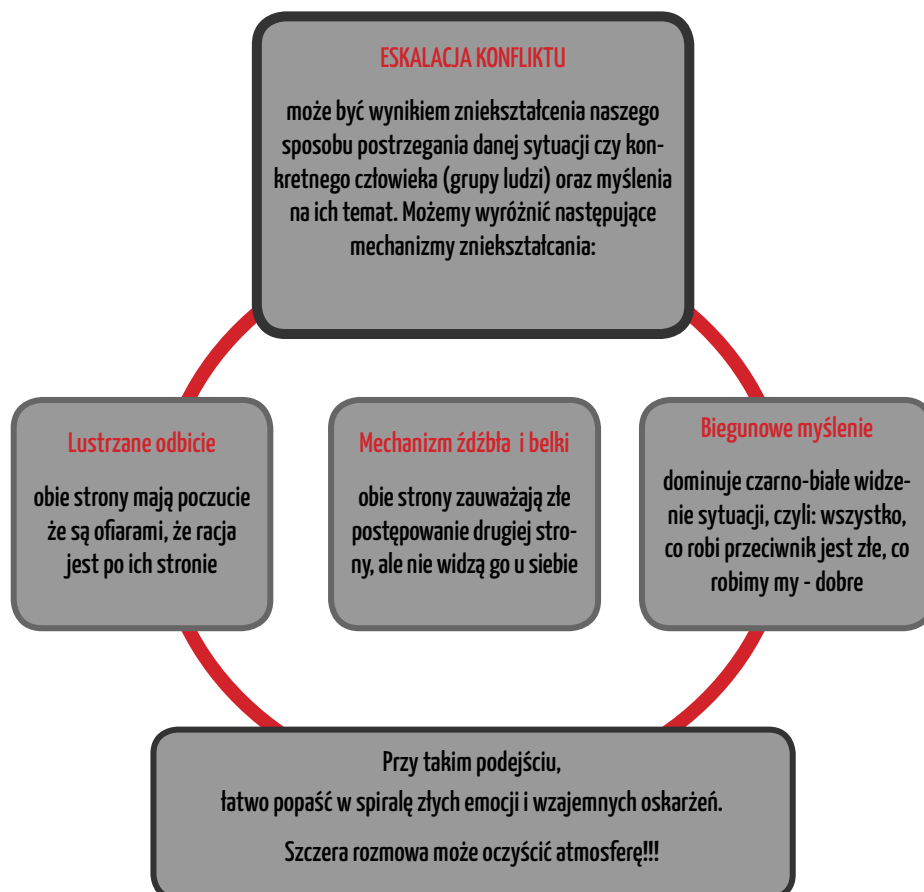 ESKALACJA KONFLIKTU
może być wynikiem zniekształcenia naszego
sposobu postrzegania danej sytuacji czy kon-
kretnego człowieka (grupy ludzi) oraz myślenia
na ich temat. Możemy wyróżnić następujące
mechanizmy zniekształcania:
Lustrzane odbicie
obie strony mają poczucie
że są ofiarami, że racja
jest po ich stronie
Mechanizm źdźbła i belki
obie strony zauważają złe
postępowanie drugiej stro-
ny, ale nie widzą go u siebie
Biegunowe myślenie
dominuje czarno-białe widze-
nie sytuacji, czyli: wszystko,
co robi przeciwnik jest złe, co
robimy my - dobre
Przy takim podejściu,
łatwo popaść w spiralę złych emocji i wzajemnych oskarżeń.
Szczera rozmowa może oczyścić atmosferę!!!